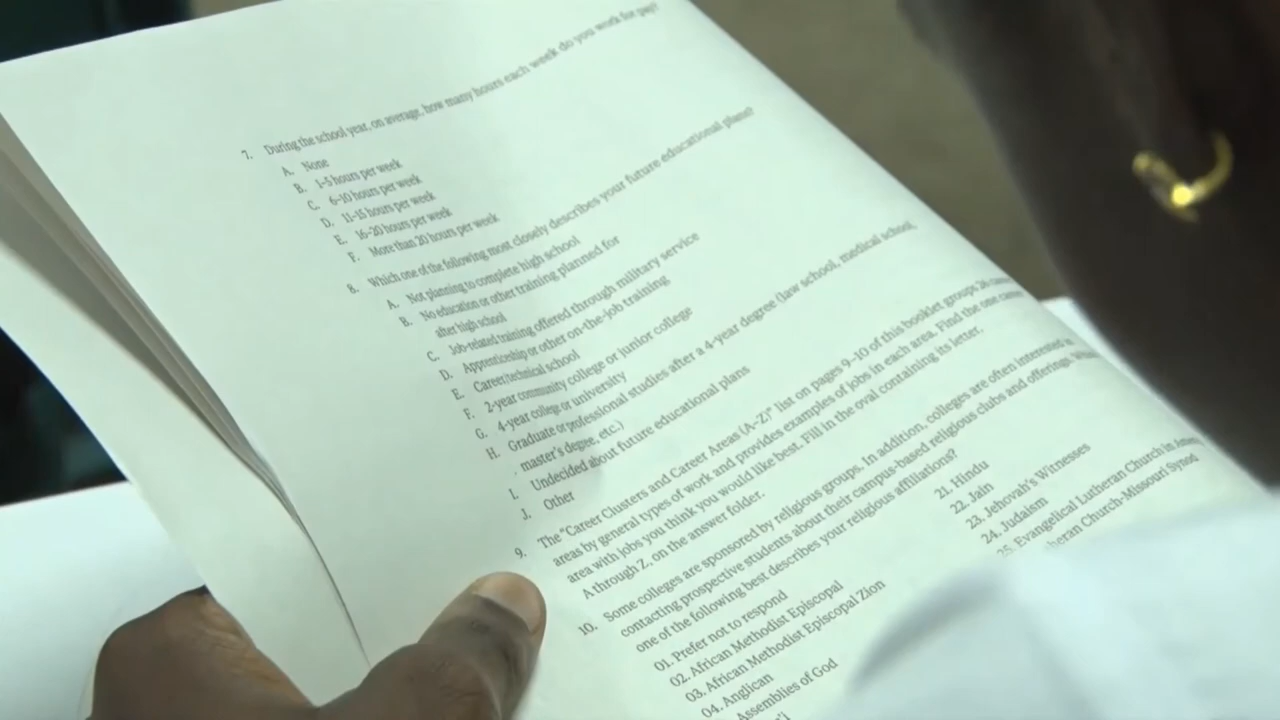 7. During the school year, on average, how many hours each week do you work for pay?
A. None
B. 1-5 hours per week
C. 6-10 hours per week
D. 11-15 hours per week
E. 16-20 hours per week
F. More than 20 hours per week
8. Which one of the following most closely describes your future educational plans?
A. Not planning to complete high school
B. No education or other training planned for
after high school
C. Job-related training offered through military service
D. Apprenticeship or other on-the-job training
E. Career/technical school
F. 2-year community college or junior college
G. 4-year college or university
H. Graduate or professional studies after a 4-year degree (law school, medical school,
master's degree, etc.)
I. Undecided about future educational plans
J. Other
9. The "Career Clusters and Career Areas (A–Z)" list on pages 9–10 of this booklet groups 26 career
areas by general types of work and provides examples of jobs in each area. Find the one career
area with jobs you think you would like best. Fill in the oval containing its letter,
A through Z, on the answer folder.
10. Some colleges are sponsored by religious groups. In addition, colleges are often interested in
contacting prospective students about their campus-based religious clubs and offerings. Which
one of the following best describes your religious affiliations?
01. Prefer not to respond
02. African Methodist Episcopal
03. African Methodist Episcopal Zion
04. Anglican
Assemblies of God
21. Hindu
22. Jain
23. Jehovah's Witnesses
24. Judaism
25. Evangelical Lutheran Church in
Church-Missouri Synod